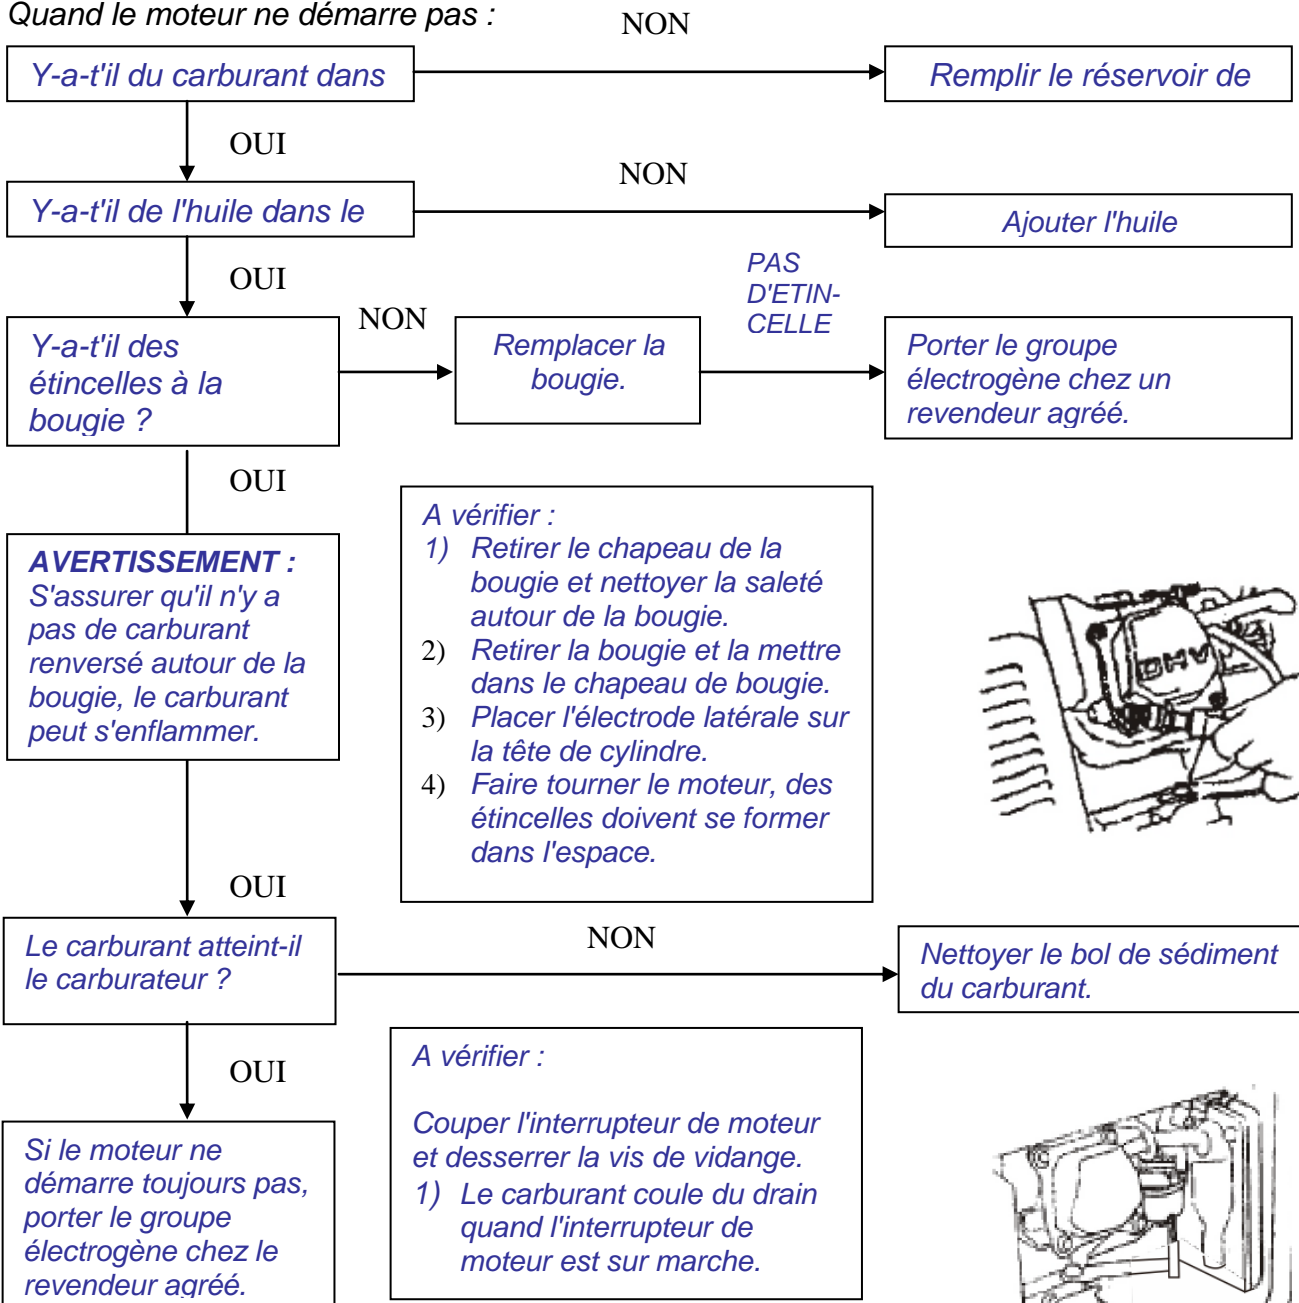 Quand le moteur ne démarre pas :
NON
Y-a-t'il du carburant dans
Remplir le réservoir de
OUI
NON
Y-a-t'il de l'huile dans le
Ajouter l'huile
OUI
NON
PAS
D'ETIN-
CELLE
Y-a-t'il des
étincelles à la
bougie ?
Remplacer la
bougie.
Porter le groupe
électrogène chez un
revendeur agréé.
OUI
AVERTISSEMENT :
S'assurer qu'il n'y a
pas de carburant
renversé autour de la
bougie, le carburant
peut s'enflammer.
A vérifier :
1) Retirer le chapeau de la
bougie et nettoyer la saleté
autour de la bougie.
2) Retirer la bougie et la mettre
dans le chapeau de bougie.
3) Placer l'électrode latérale sur
la tête de cylindre.
4) Faire tourner le moteur, des
étincelles doivent se former
dans l'espace.
OHV
OUI
Le carburant atteint-il
le carburateur ?
NON
Nettoyer le bol de sédiment
du carburant.
OUI
A vérifier :
Couper l'interrupteur de moteur
et desserrer la vis de vidange.
1) Le carburant coule du drain
quand l'interrupteur de
moteur est sur marche.
Si le moteur ne
démarre toujours pas,
porter le groupe
électrogène chez le
revendeur agréé.